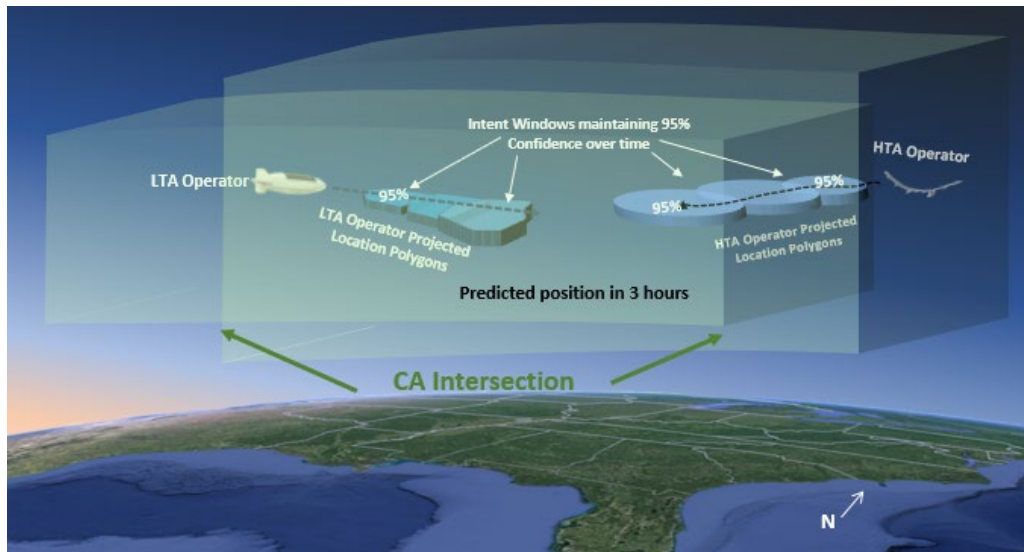 Intent Windows maintaining 95%
Confidence over time
HTA Operator
LTA Operator
95%
95%
95%
LTA Operator Projected
Location Polygons
HTA Operator Projected
Location Polygons
Predicted position in 3 hours
CA Intersection
N